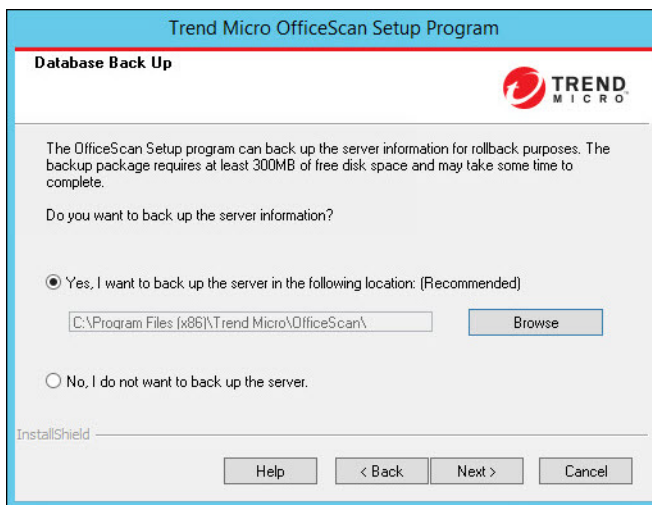 Trend Micro OfficeScan Setup Program
Database Back Up
TREND
MICRO
The OfficeScan Setup program can back up the server information for rollback purposes. The
backup package requires at least 300MB of free disk space and may take some time to
complete.
Do you want to back up the server information?
Yes, I want to back up the server in the following location: (Recommended)
C:\Program Files (x86)\Trend Micro\OfficeScan\
Browse
No, I do not want to back up the server.
InstallShield
Help
< Back
Next >
Cancel